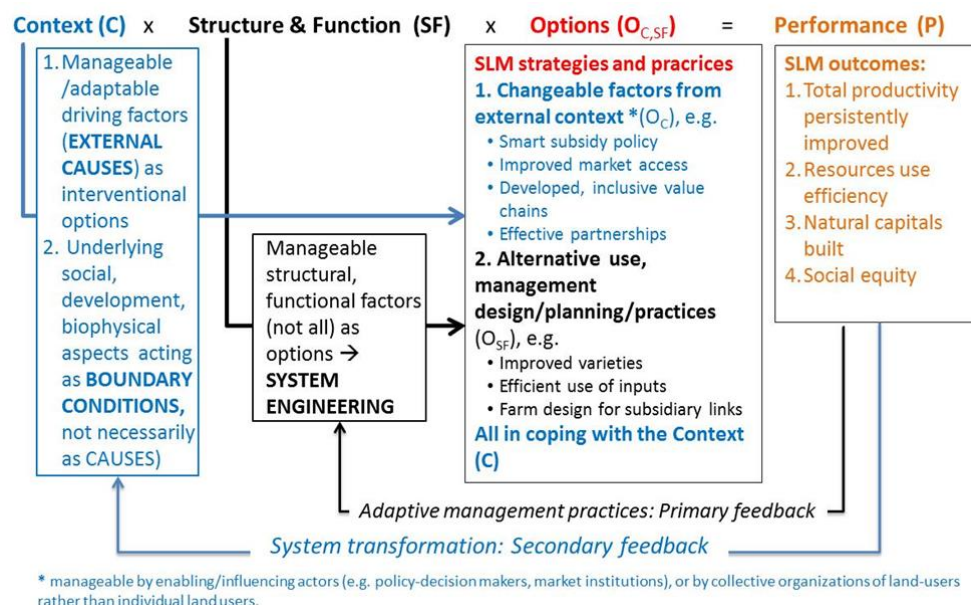 Context (C) x Structure & Function (SF) x Options (O_C,SF) = Performance (P)
1. Manageable
/adaptable
driving factors
(EXTERNAL
CAUSES) as
interventional
options
2. Underlying
social,
development,
biophysical
aspects acting
as BOUNDARY
CONDITIONS,
not necessarily
as CAUSES)
Manageable
structural,
functional factors
(not all) as
options →
SYSTEM
ENGINEERING
SLM strategies and pracrices
1. Changeable factors from
external context *(O_C), e.g.
• Smart subsidy policy
• Improved market access
• Developed, inclusive value
chains
• Effective partnerships
2. Alternative use,
management
design/planning/practices
(O_SF), e.g.
• Improved varieties
• Efficient use of inputs
• Farm design for subsidiary links
All in coping with the Context
(C)
SLM outcomes:
1. Total productivity
persistently
improved
2. Resources use
efficiency
3. Natural capitals
built
4. Social equity
Adaptive management practices: Primary feedback
System transformation: Secondary feedback
* manageable by enabling/influencing actors (e.g. policy-decision makers, market institutions), or by collective organizations of land-users
rather than individual land users.